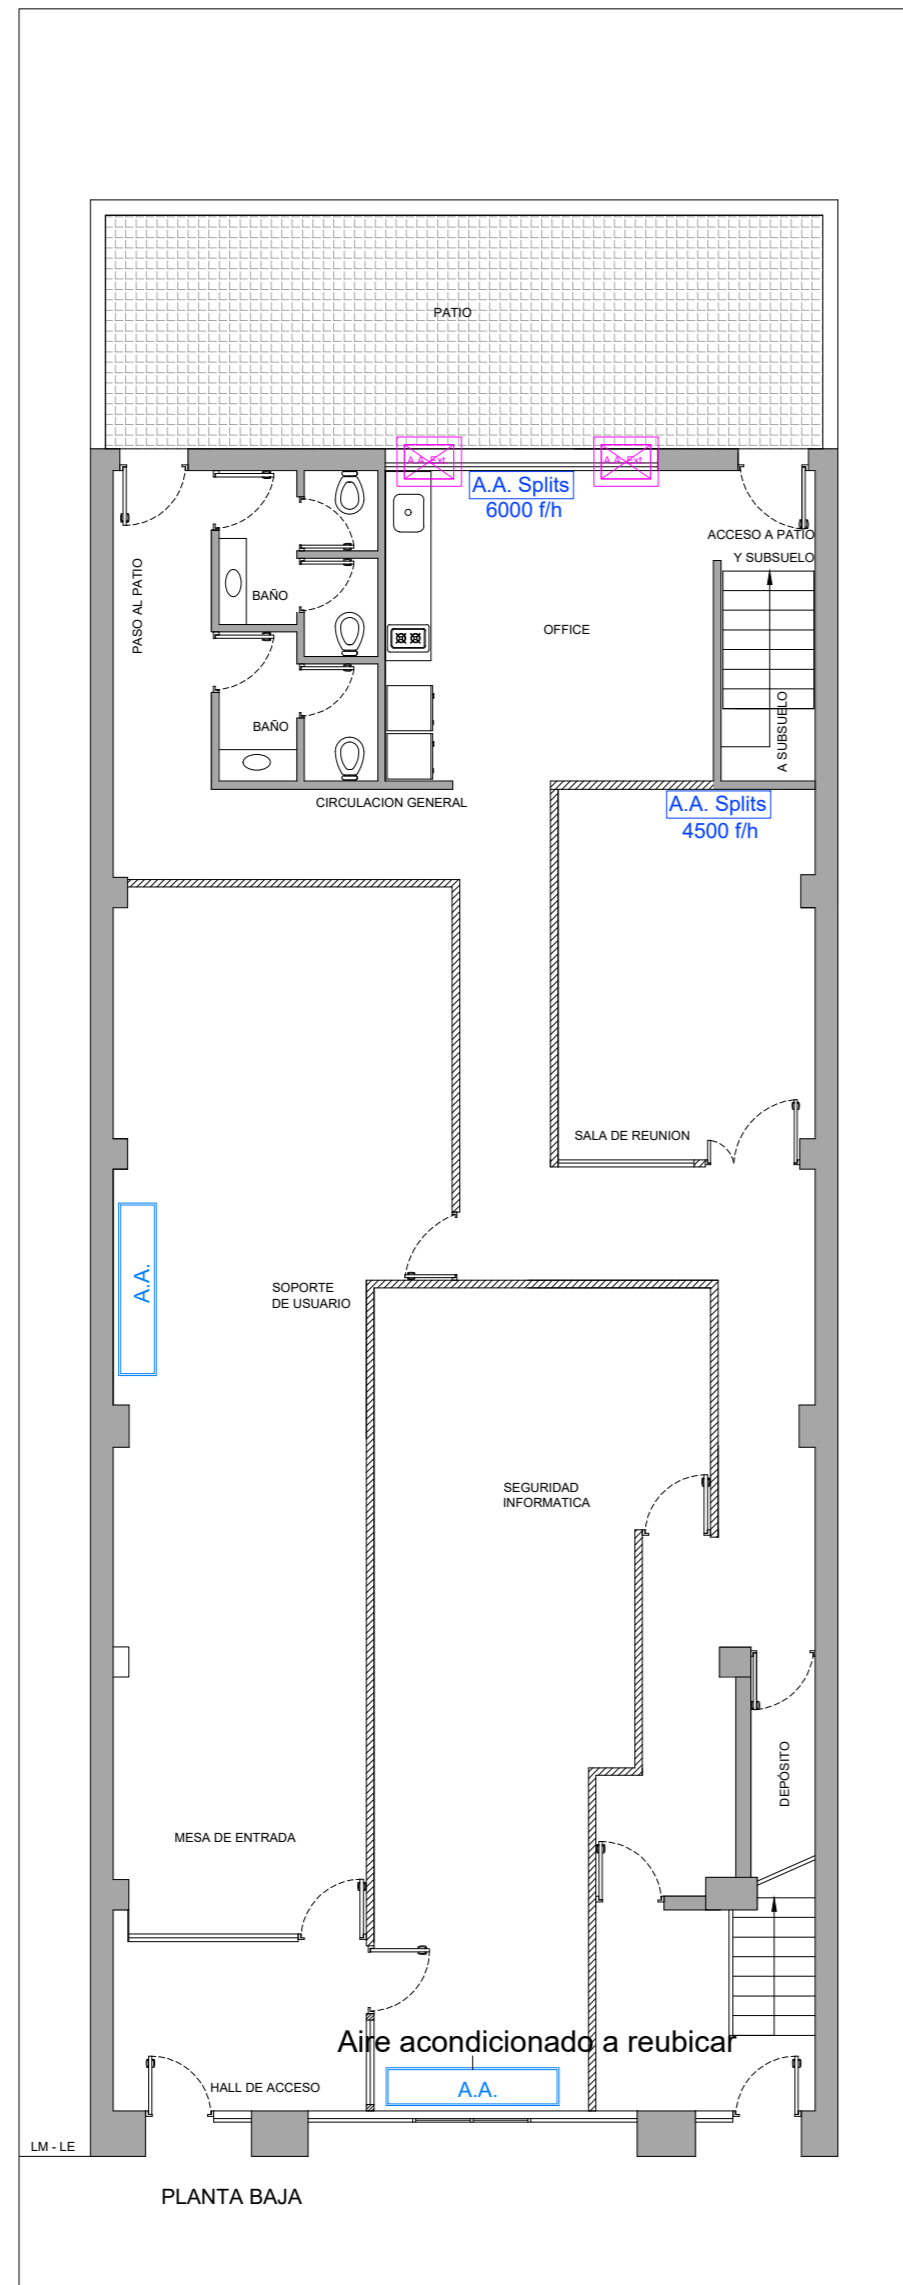 PATIO
A.A. Ext
A.A. Ext
A.A. Splits
6000 f/h
ACCESO A PATIO
Y SUBSUELO
PASO AL PATIO
BAÑO
OFFICE
BAÑO
A SUBSUELO
CIRCULACION GENERAL
A.A. Splits
4500 f/h
SALA DE REUNION
A.A.
SOPORTE
DE USUARIO
SEGURIDAD
INFORMATICA
DEPÓSITO
MESA DE ENTRADA
Aire acondicionado a reubicar
A.A.
HALL DE ACCESO
LM - LE
PLANTA BAJA